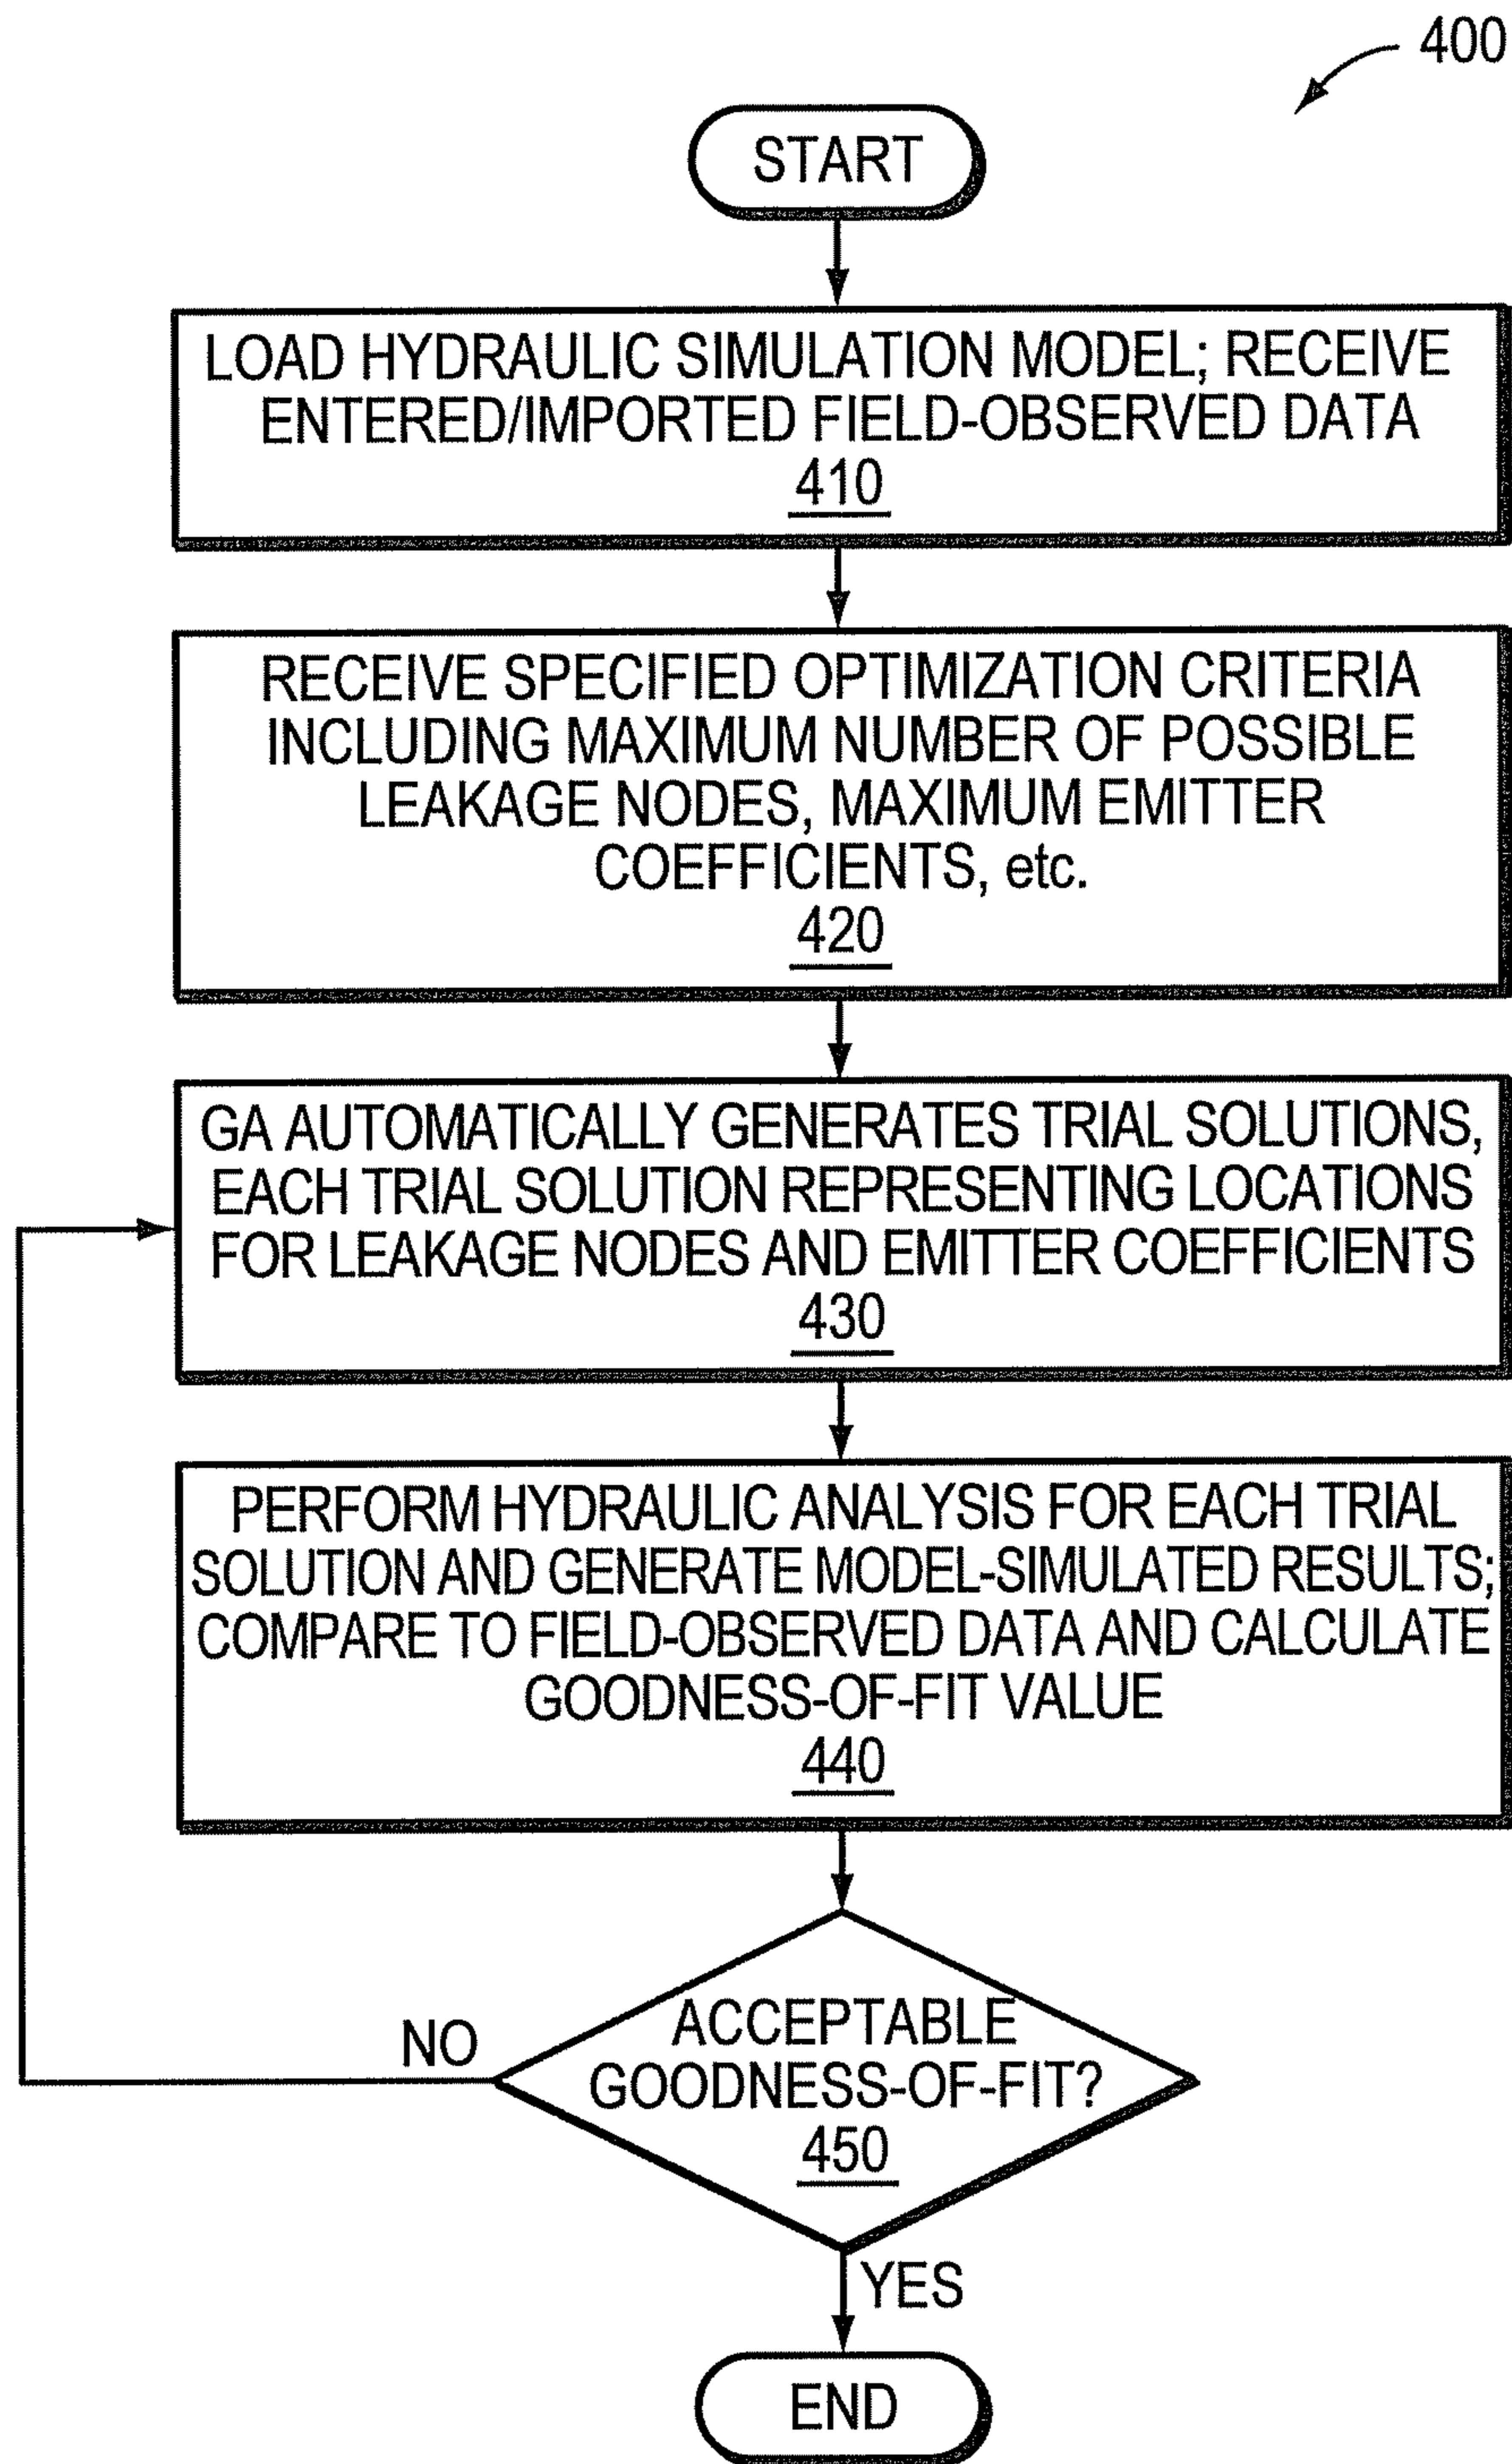 400
START
LOAD HYDRAULIC SIMULATION MODEL; RECEIVE
ENTERED/IMPORTED FIELD-OBSERVED DATA
410
RECEIVE SPECIFIED OPTIMIZATION CRITERIA
INCLUDING MAXIMUM NUMBER OF POSSIBLE
LEAKAGE NODES, MAXIMUM EMITTER
COEFFICIENTS, etc.
420
GA AUTOMATICALLY GENERATES TRIAL SOLUTIONS,
EACH TRIAL SOLUTION REPRESENTING LOCATIONS
FOR LEAKAGE NODES AND EMITTER COEFFICIENTS
430
PERFORM HYDRAULIC ANALYSIS FOR EACH TRIAL
SOLUTION AND GENERATE MODEL-SIMULATED RESULTS;
COMPARE TO FIELD-OBSERVED DATA AND CALCULATE
GOODNESS-OF-FIT VALUE
440
NO
ACCEPTABLE
GOODNESS-OF-FIT?
450
YES
END